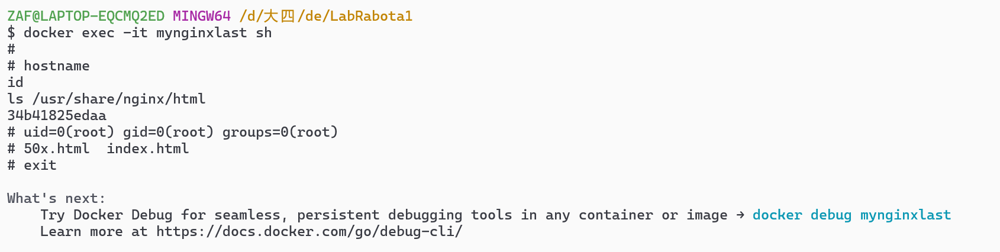 ZAF@LAPTOP-EQCMQ2ED MINGW64 /d/大四/de/LabRabota1
$ docker exec -it mynginxlast sh
#
# hostname
id
ls /usr/share/nginx/html
34b41825edaa
# uid=0(root) gid=0(root) groups=0(root)
# 50x.html  index.html
# exit

What's next:
    Try Docker Debug for seamless, persistent debugging tools in any container or image → docker debug mynginxlast
    Learn more at https://docs.docker.com/go/debug-cli/